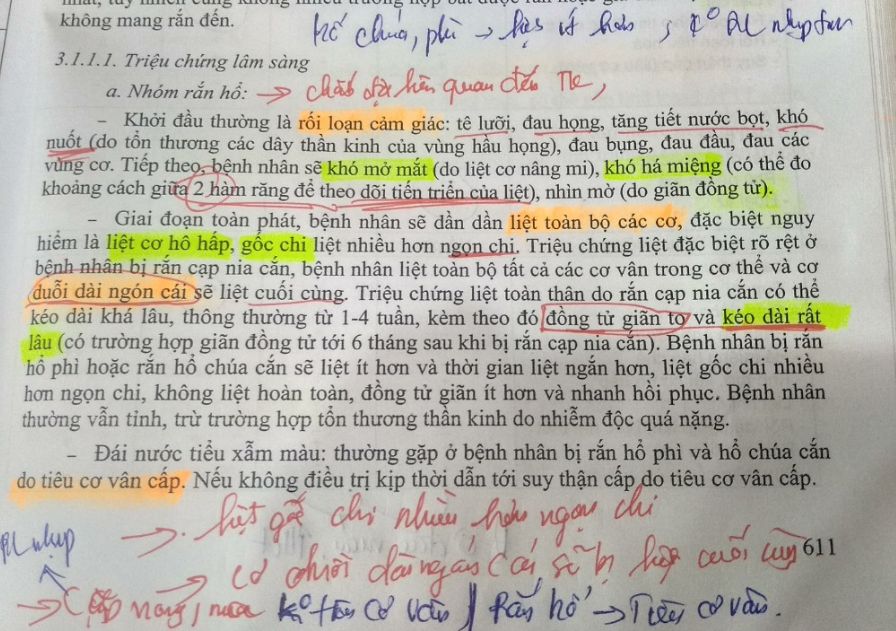 không mang rắn đến.
hổ chúa, phì → liệt ít hơn
3.1.1.1. Triệu chứng lâm sàng
a. Nhóm rắn hổ: → chất độc liên quan đến TK,
– Khởi đầu thường là rối loạn cảm giác: tê lưỡi, đau họng, tăng tiết nước bọt, khó
nuốt (do tổn thương các dây thần kinh của vùng hầu họng), đau bụng, đau đầu, đau các
vùng cơ. Tiếp theo, bệnh nhân sẽ khó mở mắt (do liệt cơ nâng mi), khó há miệng (có thể đo
khoảng cách giữa 2 hàm răng để theo dõi tiến triển của liệt), nhìn mờ (do giãn đồng tử).
– Giai đoạn toàn phát, bệnh nhân sẽ dần dần liệt toàn bộ các cơ, đặc biệt nguy
hiểm là liệt cơ hô hấp, gốc chi liệt nhiều hơn ngọn chi. Triệu chứng liệt đặc biệt rõ rệt ở
bệnh nhân bị rắn cạp nia cắn, bệnh nhân liệt toàn bộ tất cả các cơ vân trong cơ thể và cơ
duỗi dài ngón cái sẽ liệt cuối cùng. Triệu chứng liệt toàn thân do rắn cạp nia cắn có thể
kéo dài khá lâu, thông thường từ 1-4 tuần, kèm theo đó đồng tử giãn to và kéo dài rất
lâu (có trường hợp giãn đồng tử tới 6 tháng sau khi bị rắn cạp nia cắn). Bệnh nhân bị rắn
hổ phì hoặc rắn hổ chúa cắn sẽ liệt ít hơn và thời gian liệt ngắn hơn, liệt gốc chi nhiều
hơn ngọn chi, không liệt hoàn toàn, đồng tử giãn ít hơn và nhanh hồi phục. Bệnh nhân
thường vẫn tỉnh, trừ trường hợp tổn thương thần kinh do nhiễm độc quá nặng.
– Đái nước tiểu xẫm màu: thường gặp ở bệnh nhân bị rắn hổ phì và hổ chúa cắn
do tiêu cơ vân cấp. Nếu không điều trị kịp thời dẫn tới suy thận cấp do tiêu cơ vân cấp.
→ liệt gốc chi nhiều hơn ngọn chi
→ cơ duỗi dài ngón cái sẽ bị liệt cuối cùng
611
→ Cạp nong, nia k° tiêu cơ vân // Rắn hổ → Tiêu cơ vân.